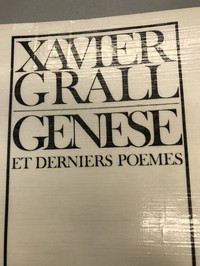 XAVIER
GRALL
GENESE
ET DERNIERS POEMES